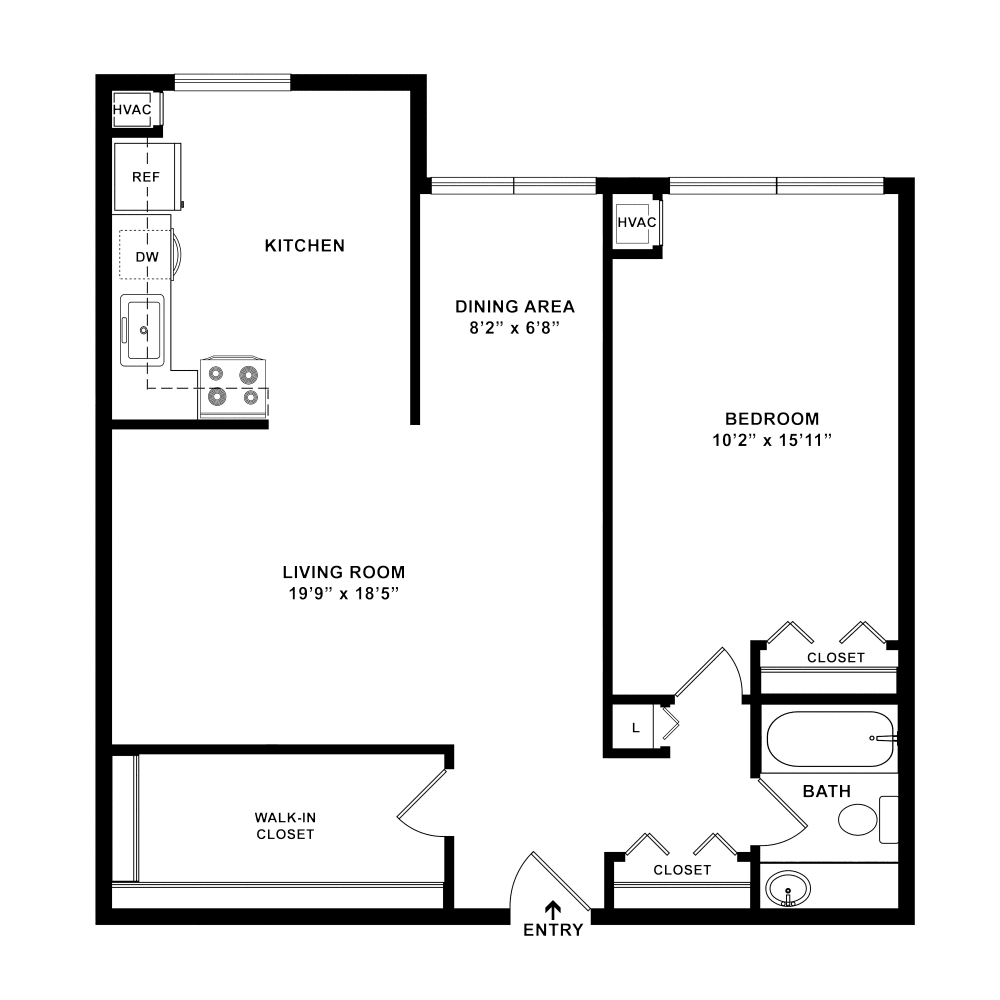 HVAC
REF
DW
KITCHEN
HVAC
DINING AREA
8’2” x 6’8”
BEDROOM
10’2” x 15’11”
LIVING ROOM
19’9” x 18’5”
CLOSET
L
BATH
WALK-IN
CLOSET
CLOSET
ENTRY